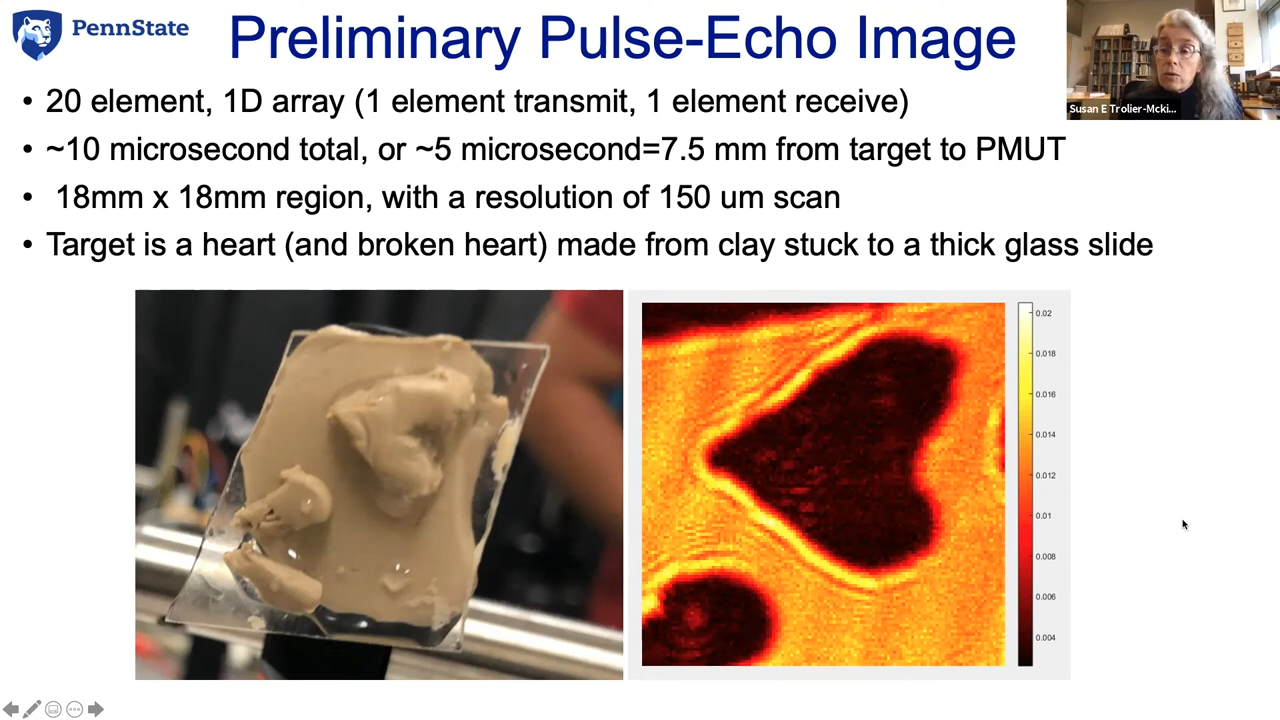 PennState
Preliminary Pulse-Echo Image
Susan E Trolier-Mcki...
• 20 element, 1D array (1 element transmit, 1 element receive)
• ~10 microsecond total, or ~5 microsecond=7.5 mm from target to PMUT
• 18mm x 18mm region, with a resolution of 150 um scan
• Target is a heart (and broken heart) made from clay stuck to a thick glass slide
0.02
0.018
0.016
0.014
0.012
0.01
0.008
0.006
0.004